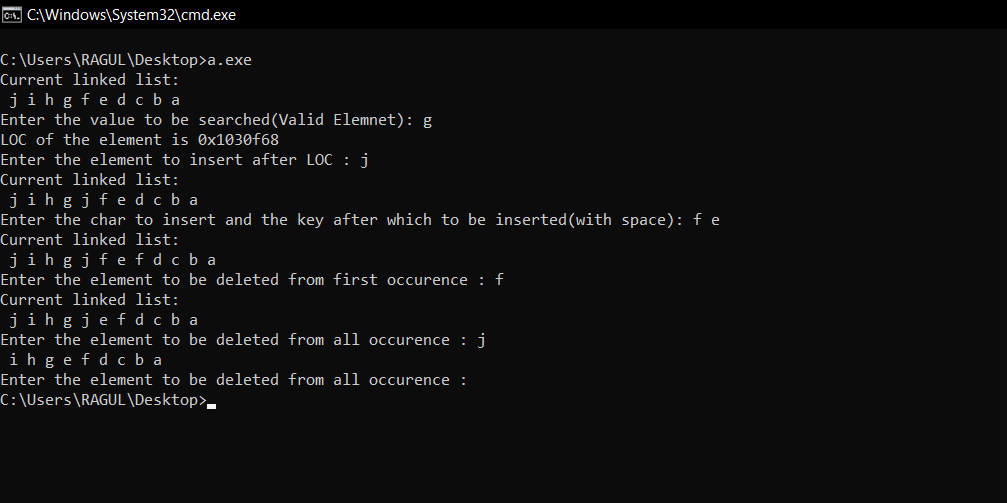 C:\Windows\System32\cmd.exe
C:\Users\RAGUL\Desktop>a.exe
Current linked list:
 j i h g f e d c b a
Enter the value to be searched(Valid Elemnet): g
LOC of the element is 0x1030f68
Enter the element to insert after LOC : j
Current linked list:
 j i h g j f e d c b a
Enter the char to insert and the key after which to be inserted(with space): f e
Current linked list:
 j i h g j f e f d c b a
Enter the element to be deleted from first occurence : f
Current linked list:
 j i h g j e f d c b a
Enter the element to be deleted from all occurence : j
 i h g e f d c b a
Enter the element to be deleted from all occurence :
C:\Users\RAGUL\Desktop>